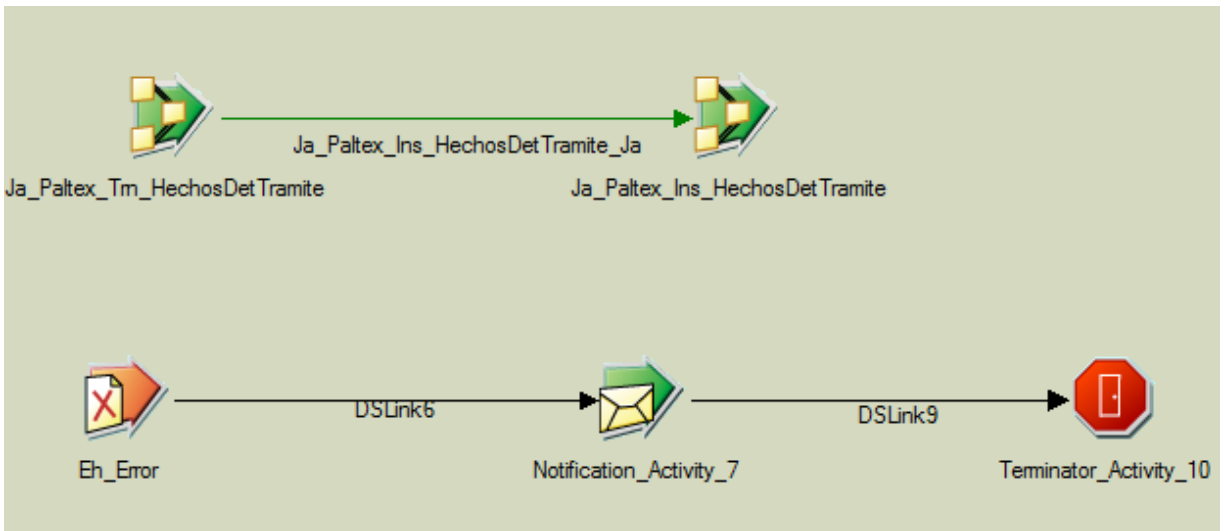 Ja_Paltex_Ins_HechosDetTramite_Ja
Ja_Paltex_Trn_HechosDetTramite
Ja_Paltex_Ins_HechosDetTramite
DSLink6
DSLink9
Eh_Error
Notification_Activity_7
Terminator_Activity_10